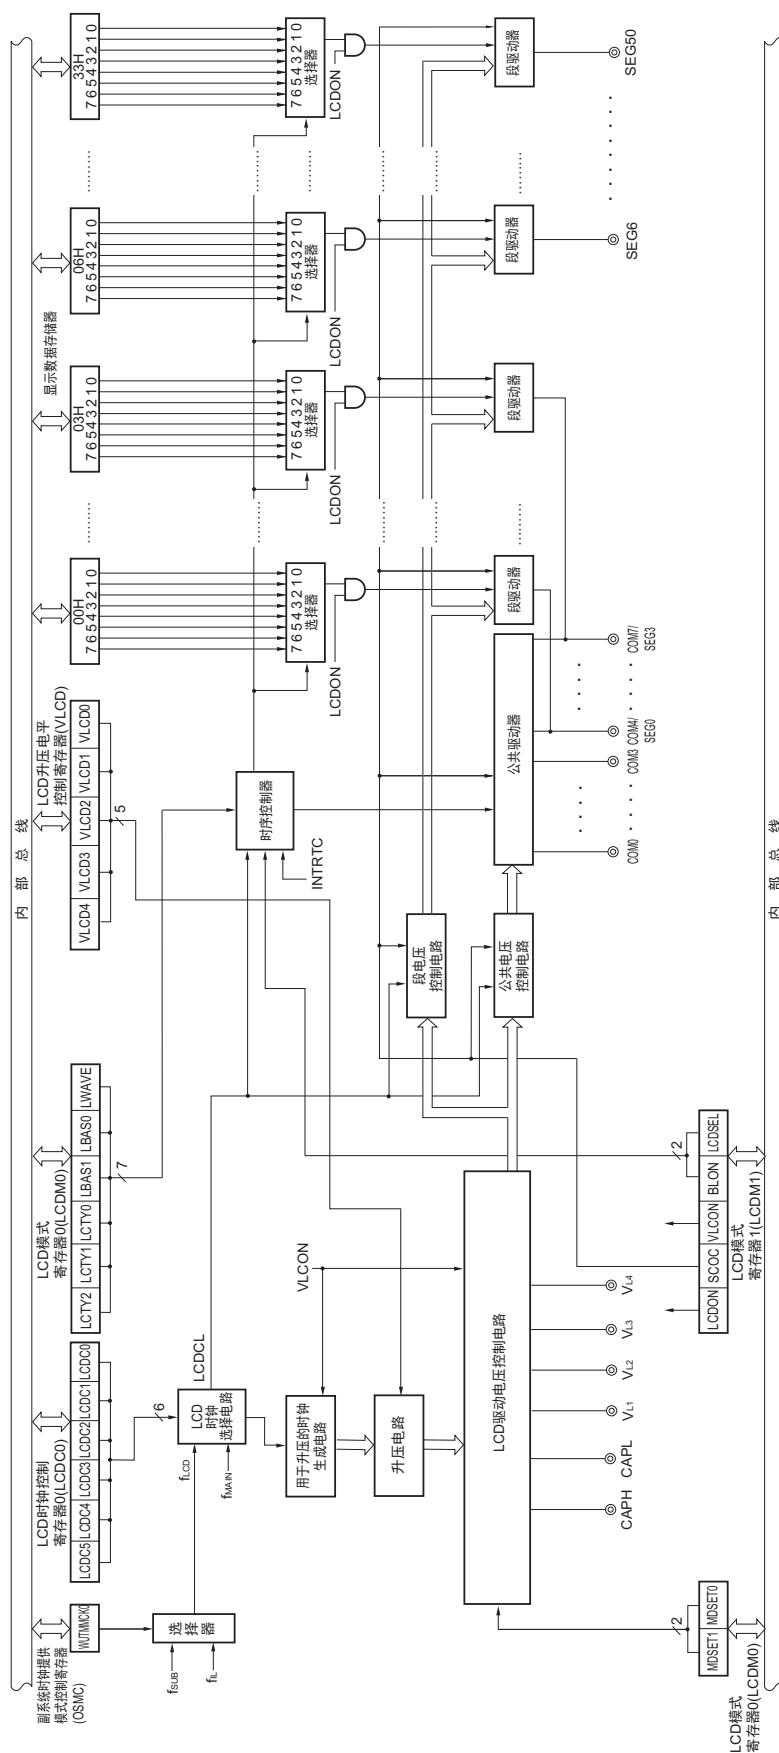 内 部 总 线
副系统时钟提供
模式控制寄存器
(OSMC)
WUTMMCK0
LCD时钟控制
寄存器0(LCDC0)
LCDC5 LCDC4 LCDC3 LCDC2 LCDC1 LCDC0
LCD模式
寄存器0(LCDM0)
LCTY2 LCTY1 LCTY0 LBAS1 LBAS0 LWAVE
LCD升压电平
控制寄存器(VLCD)
VLCD4 VLCD3 VLCD2 VLCD1 VLCD0
显示数据存储器
00H
7 6 5 4 3 2 1 0
03H
7 6 5 4 3 2 1 0
06H
7 6 5 4 3 2 1 0
33H
7 6 5 4 3 2 1 0
6
7
5
选择器
fSUB
fIL
fLCD
fMAIN
LCD
时钟
选择电路
LCDCL
时序控制器
INTRTC
7 6 5 4 3 2 1 0
选择器
7 6 5 4 3 2 1 0
选择器
7 6 5 4 3 2 1 0
选择器
7 6 5 4 3 2 1 0
选择器
LCDON
LCDON
LCDON
LCDON
用于升压的时钟
生成电路
VLCON
升压电路
段电压
控制电路
公共电压
控制电路
LCD驱动电压控制电路
公共驱动器
段驱动器
段驱动器
段驱动器
段驱动器
CAPH
CAPL
VL1
VL2
VL3
VL4
COM0
COM3
COM4/
SEG0
COM7/
SEG3
SEG6
SEG50
2
2
MDSET1 MDSET0
LCD模式
寄存器0(LCDM0)
LCDON SCOC VLCON BLON LCDSEL
LCD模式
寄存器1(LCDM1)
内 部 总 线